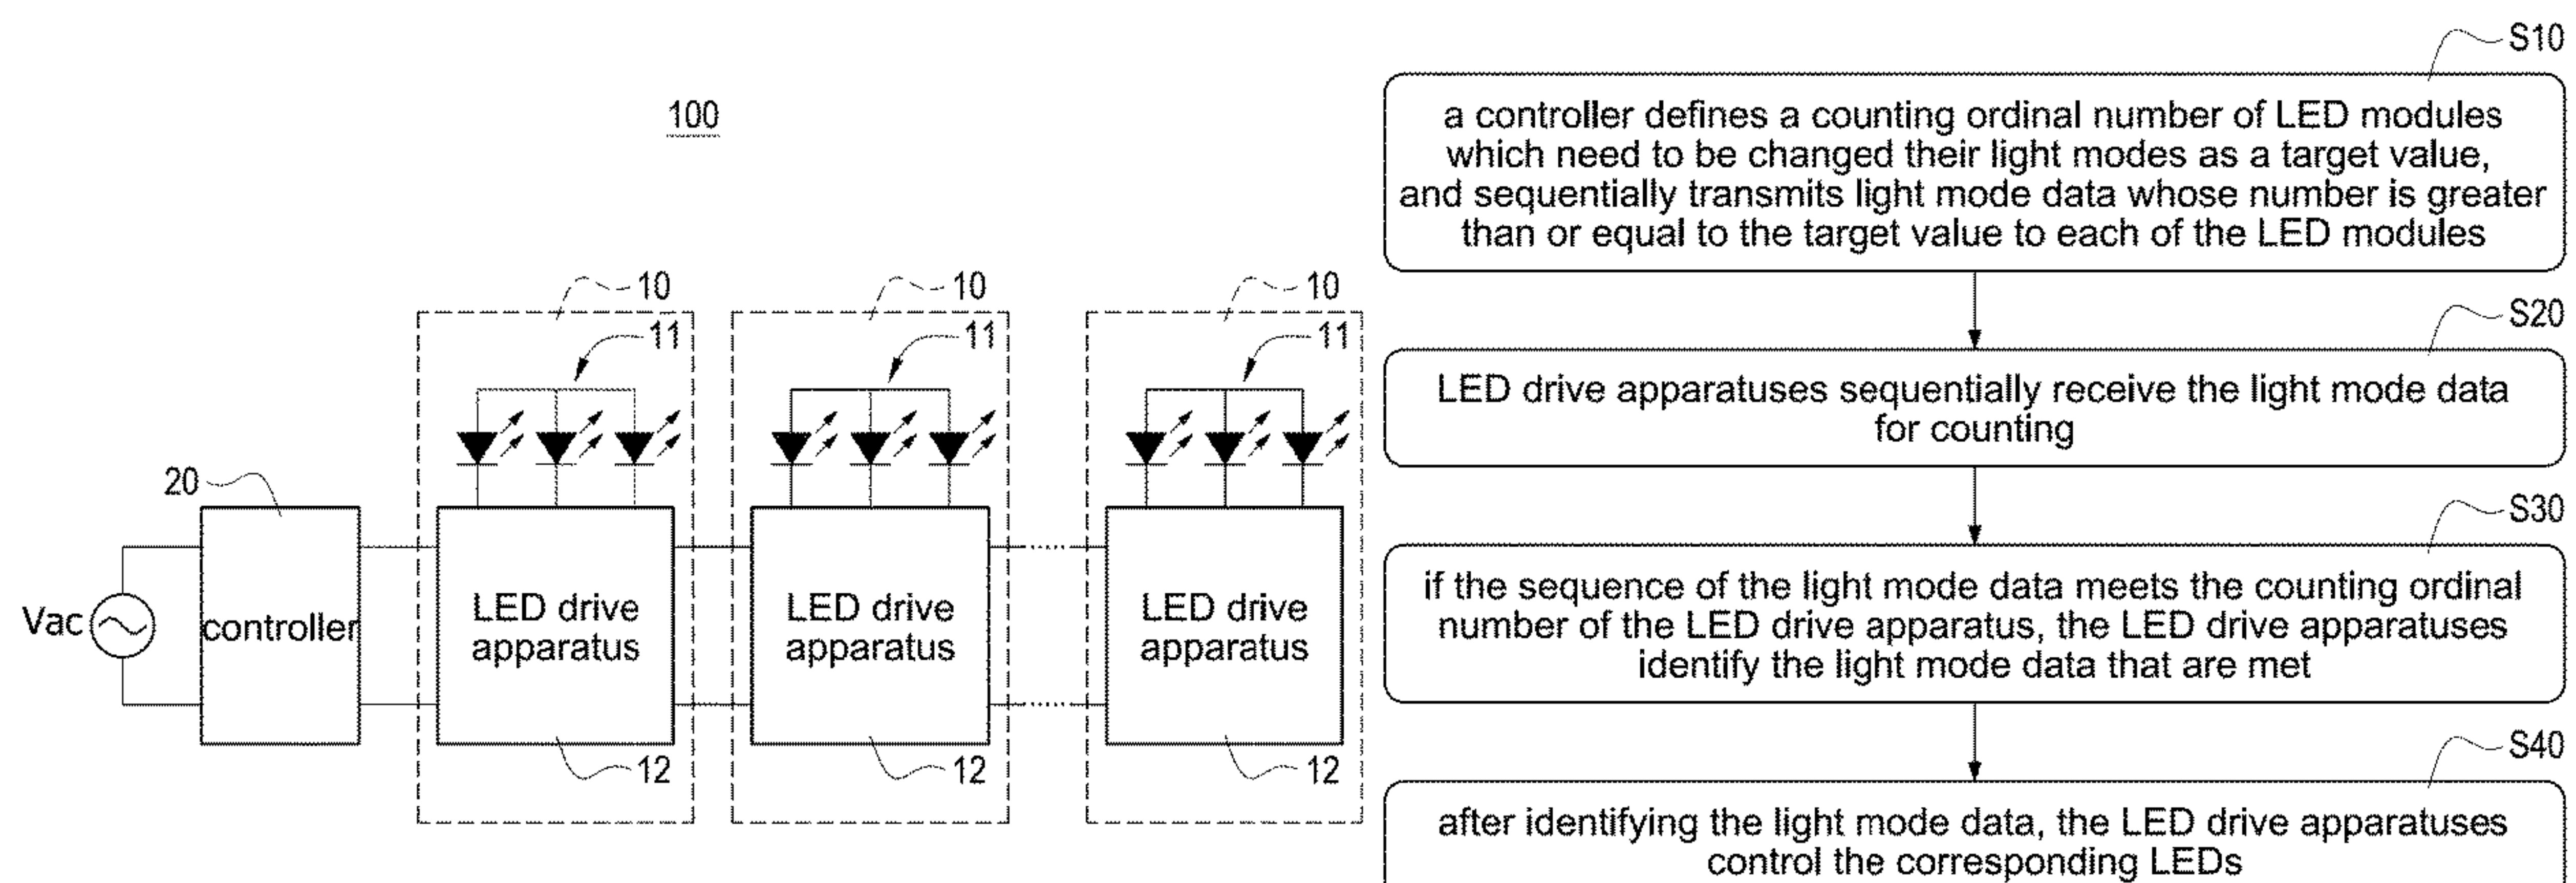 100
10
10
10
11
11
11
20
Vac
controller
LED drive
apparatus
LED drive
apparatus
LED drive
apparatus
12
12
12
S10
a controller defines a counting ordinal number of LED modules
which need to be changed their light modes as a target value,
and sequentially transmits light mode data whose number is greater
than or equal to the target value to each of the LED modules
S20
LED drive apparatuses sequentially receive the light mode data
for counting
S30
if the sequence of the light mode data meets the counting ordinal
number of the LED drive apparatus, the LED drive apparatuses
identify the light mode data that are met
S40
after identifying the light mode data, the LED drive apparatuses
control the corresponding LEDs